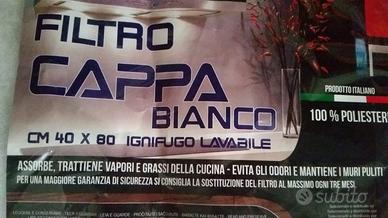 FILTRO
CAPPA
BIANCO
CM 40 X 80 IGNIFUGO LAVABILE
PRODOTTO ITALIANO
100 % POLIESTER
ASSORBE, TRATTIENE VAPORI E GRASSI DELLA CUCINA - EVITA GLI ODORI E MANTIENE I MURI PULITI
PER UNA MAGGIORE GARANZIA DI SICUREZZA SI CONSIGLIA LA SOSTITUZIONE DEL FILTRO AL MASSIMO OGNI TRE MESI.
subito